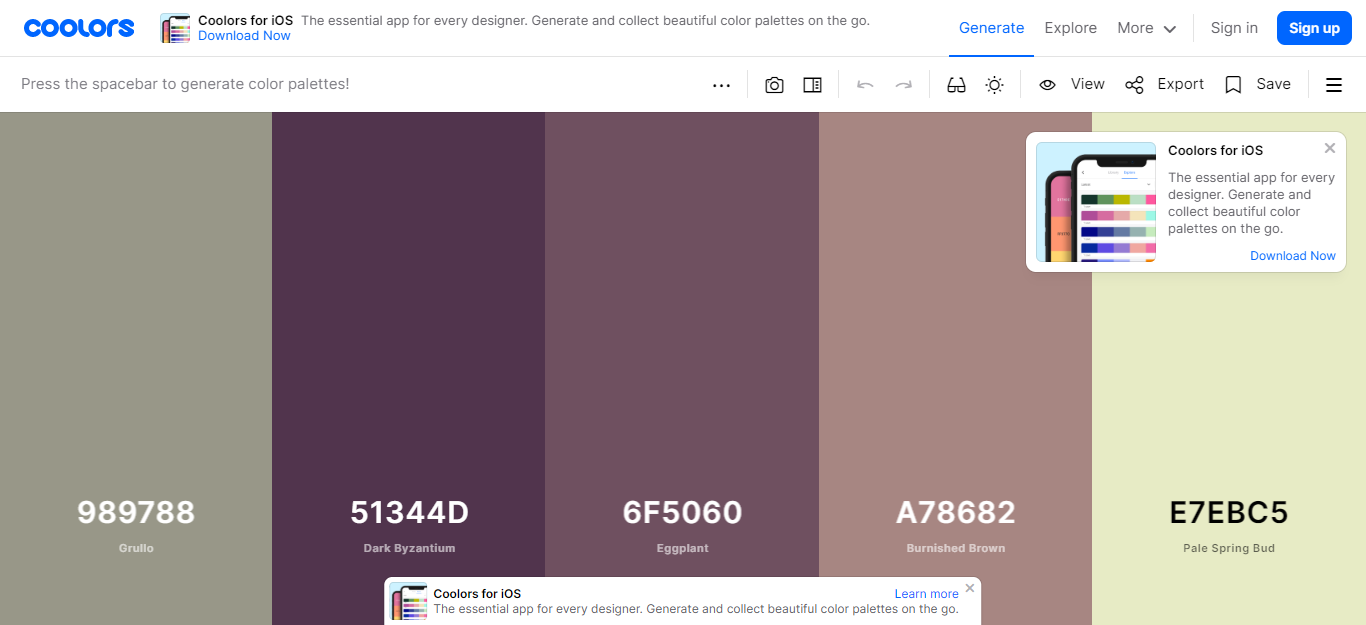 coolors
Coolors for iOS The essential app for every designer. Generate and collect beautiful color palettes on the go.
Download Now
Generate Explore More Sign in Sign up
Press the spacebar to generate color palettes!
View Export Save
Coolors for iOS
The essential app for every
designer. Generate and
collect beautiful color
palettes on the go.
Download Now
989788 51344D 6F5060 A78682 E7EBC5
Grullo Dark Byzantium Eggplant Burnished Brown Pale Spring Bud
Coolors for iOS Learn more
The essential app for every designer. Generate and collect beautiful color palettes on the go.